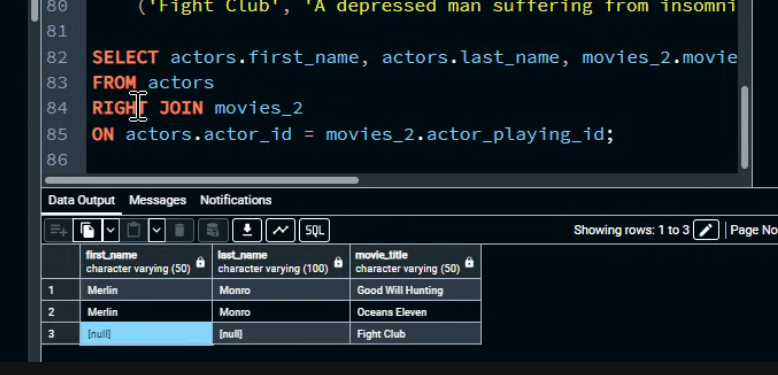 80 ('Fight Club', 'A depressed man suffering from insomni
81
82 SELECT actors.first_name, actors.last_name, movies_2.movie
83 FROM actors
84 RIGHT JOIN movies_2
85 ON actors.actor_id = movies_2.actor_playing_id;
86
Data Output Messages Notifications
SQL Showing rows: 1 to 3 Page No
first_name last_name movie_title
character varying (50) character varying (100) character varying (50)
1 Merlin Monro Good Will Hunting
2 Merlin Monro Oceans Eleven
3 [null] [null] Fight Club